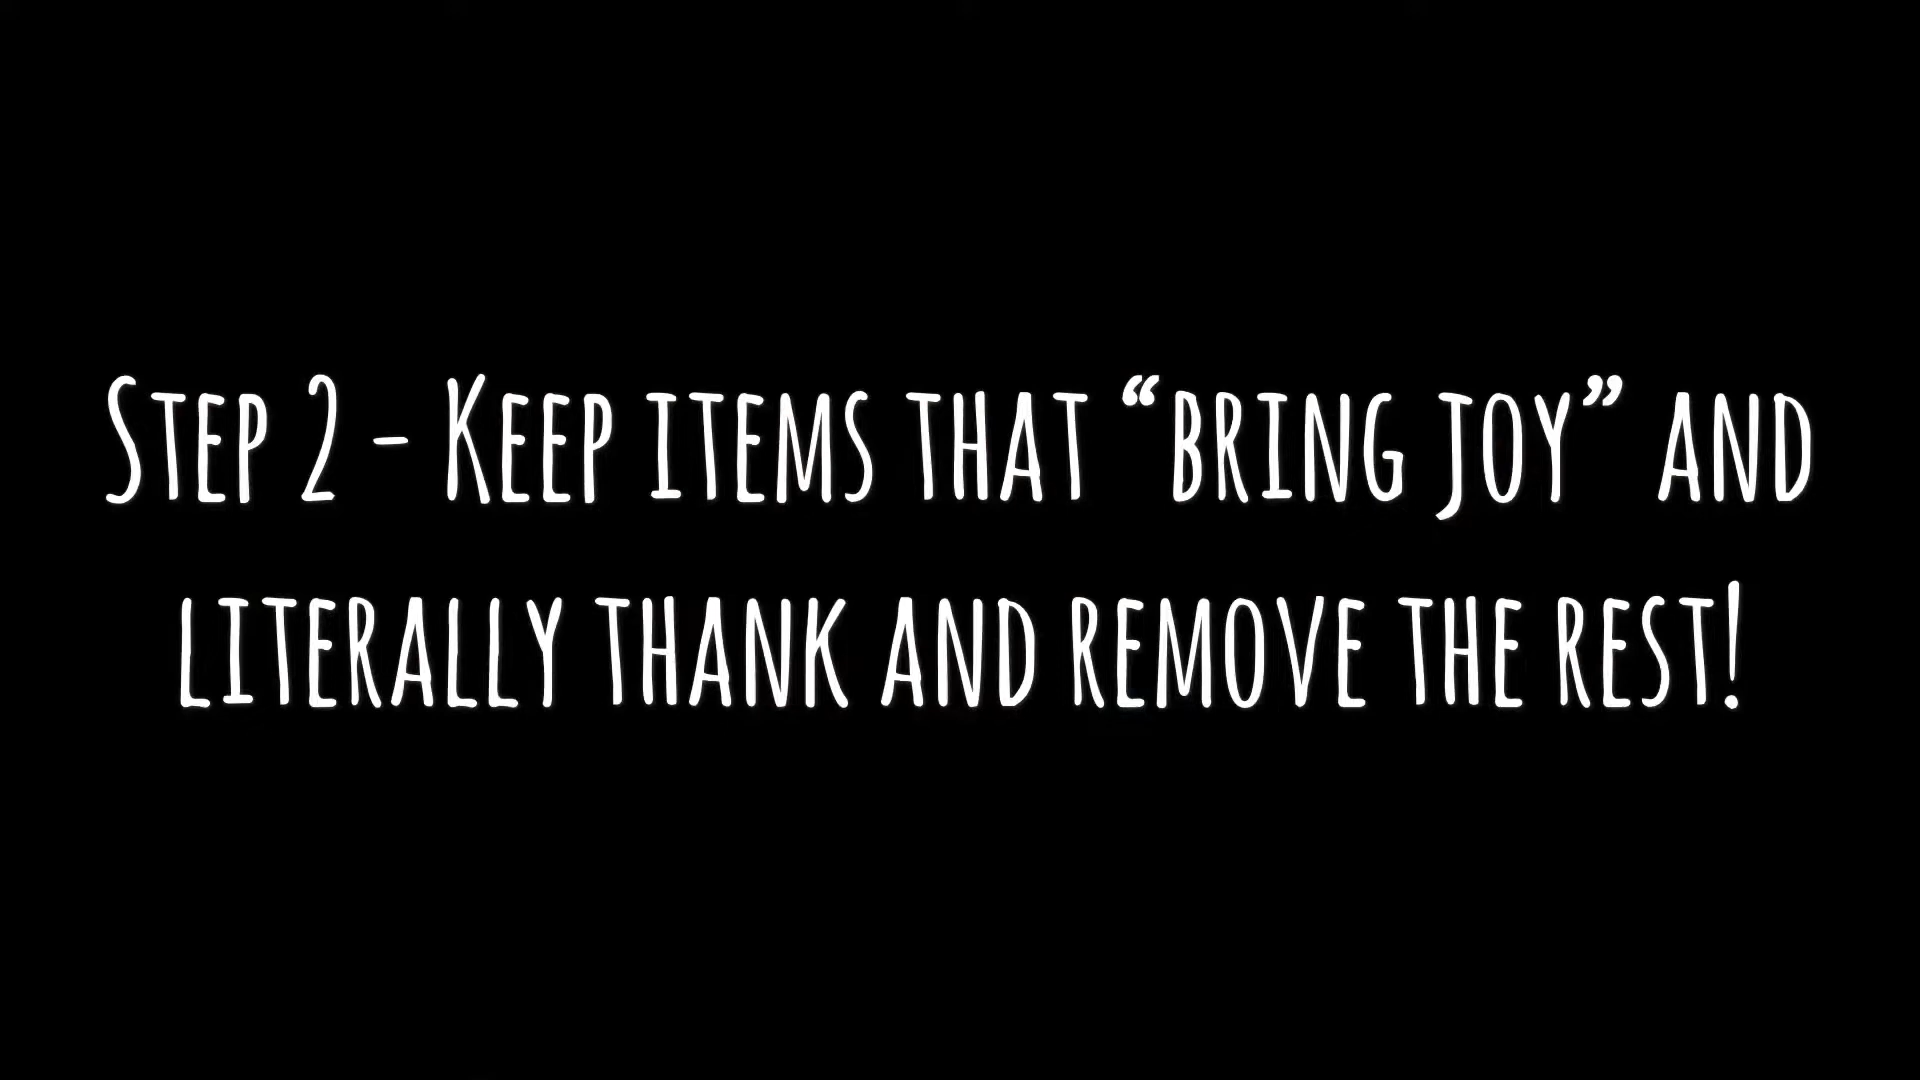 Step 2 - Keep items that “bring joy” and
literally thank and remove the rest!